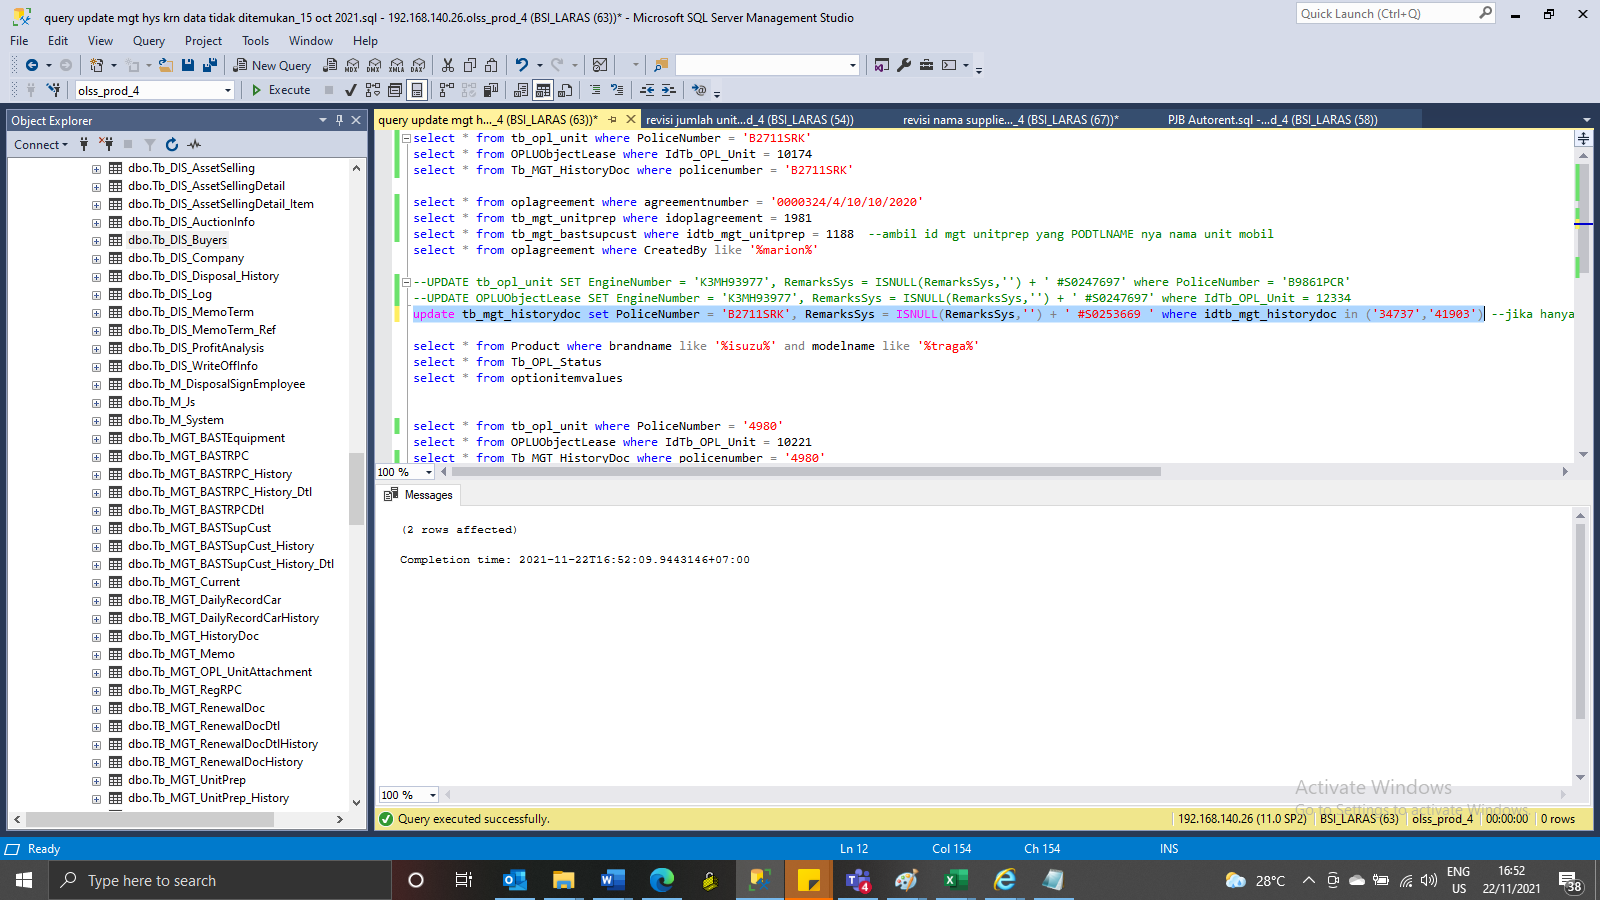 query update mgt hys krn data tidak ditemukan_15 oct 2021.sql - 192.168.140.26.olss_prod_4 (BSI_LARAS (63))* - Microsoft SQL Server Management Studio
Quick Launch (Ctrl+Q)
File Edit View Query Project Tools Window Help
New Query
MDX DMX XMLA DAX
olss_prod_4
Execute
Object Explorer
Connect
dbo.Tb_DIS_AssetSelling
dbo.Tb_DIS_AssetSellingDetail
dbo.Tb_DIS_AssetSellingDetail_Item
dbo.Tb_DIS_AuctionInfo
dbo.Tb_DIS_Buyers
dbo.Tb_DIS_Company
dbo.Tb_DIS_Disposal_History
dbo.Tb_DIS_Log
dbo.Tb_DIS_MemoTerm
dbo.Tb_DIS_MemoTerm_Ref
dbo.Tb_DIS_ProfitAnalysis
dbo.Tb_DIS_WriteOffInfo
dbo.Tb_M_DisposalSignEmployee
dbo.Tb_M_Js
dbo.Tb_M_System
dbo.Tb_MGT_BASTEquipment
dbo.Tb_MGT_BASTRPC
dbo.Tb_MGT_BASTRPC_History
dbo.Tb_MGT_BASTRPC_History_Dtl
dbo.Tb_MGT_BASTRPCDtl
dbo.Tb_MGT_BASTSupCust
dbo.Tb_MGT_BASTSupCust_History
dbo.Tb_MGT_BASTSupCust_History_Dtl
dbo.Tb_MGT_Current
dbo.TB_MGT_DailyRecordCar
dbo.TB_MGT_DailyRecordCarHistory
dbo.Tb_MGT_HistoryDoc
dbo.Tb_MGT_Memo
dbo.Tb_MGT_OPL_UnitAttachment
dbo.Tb_MGT_RegRPC
dbo.TB_MGT_RenewalDoc
dbo.TB_MGT_RenewalDocDtl
dbo.TB_MGT_RenewalDocDtlHistory
dbo.TB_MGT_RenewalDocHistory
dbo.Tb_MGT_UnitPrep
dbo.Tb_MGT_UnitPrep_History
query update mgt h..._4 (BSI_LARAS (63))* revisi jumlah unit...d_4 (BSI_LARAS (54)) revisi nama supplie..._4 (BSI_LARAS (67))* PJB Autorent.sql -...d_4 (BSI_LARAS (58))
select * from tb_opl_unit where PoliceNumber = 'B2711SRK'
select * from OPLUObjectLease where IdTb_OPL_Unit = 10174
select * from Tb_MGT_HistoryDoc where policenumber = 'B2711SRK'
select * from oplagreement where agreementnumber = '0000324/4/10/10/2020'
select * from tb_mgt_unitprep where idoplagreement = 1981
select * from tb_mgt_bastsupcust where idtb_mgt_unitprep = 1188 --ambil id mgt unitprep yang PODTLNAME nya nama unit mobil
select * from oplagreement where CreatedBy like '%marion%'
--UPDATE tb_opl_unit SET EngineNumber = 'K3MH93977', RemarksSys = ISNULL(RemarksSys,'') + ' #S0247697' where PoliceNumber = 'B9861PCR'
--UPDATE OPLUObjectLease SET EngineNumber = 'K3MH93977', RemarksSys = ISNULL(RemarksSys,'') + ' #S0247697' where IdTb_OPL_Unit = 12334
update tb_mgt_historydoc set PoliceNumber = 'B2711SRK', RemarksSys = ISNULL(RemarksSys,'') + ' #S0253669 ' where idtb_mgt_historydoc in ('34737','41903') --jika hanya
select * from Product where brandname like '%isuzu%' and modelname like '%traga%'
select * from Tb_OPL_Status
select * from optionitemvalues
select * from tb_opl_unit where PoliceNumber = '4980'
select * from OPLUObjectLease where IdTb_OPL_Unit = 10221
select * from Tb_MGT_HistoryDoc where policenumber = '4980'
100 %
Messages
(2 rows affected)
Completion time: 2021-11-22T16:52:09.9443146+07:00
Activate Windows
Go to Settings to activate Windows.
100 %
Query executed successfully.
192.168.140.26 (11.0 SP2) BSI_LARAS (63) olss_prod_4 00:00:00 0 rows
Ready
Ln 12 Col 154 Ch 154 INS
Type here to search
4
28°C
ENG
US
16:52
22/11/2021
38